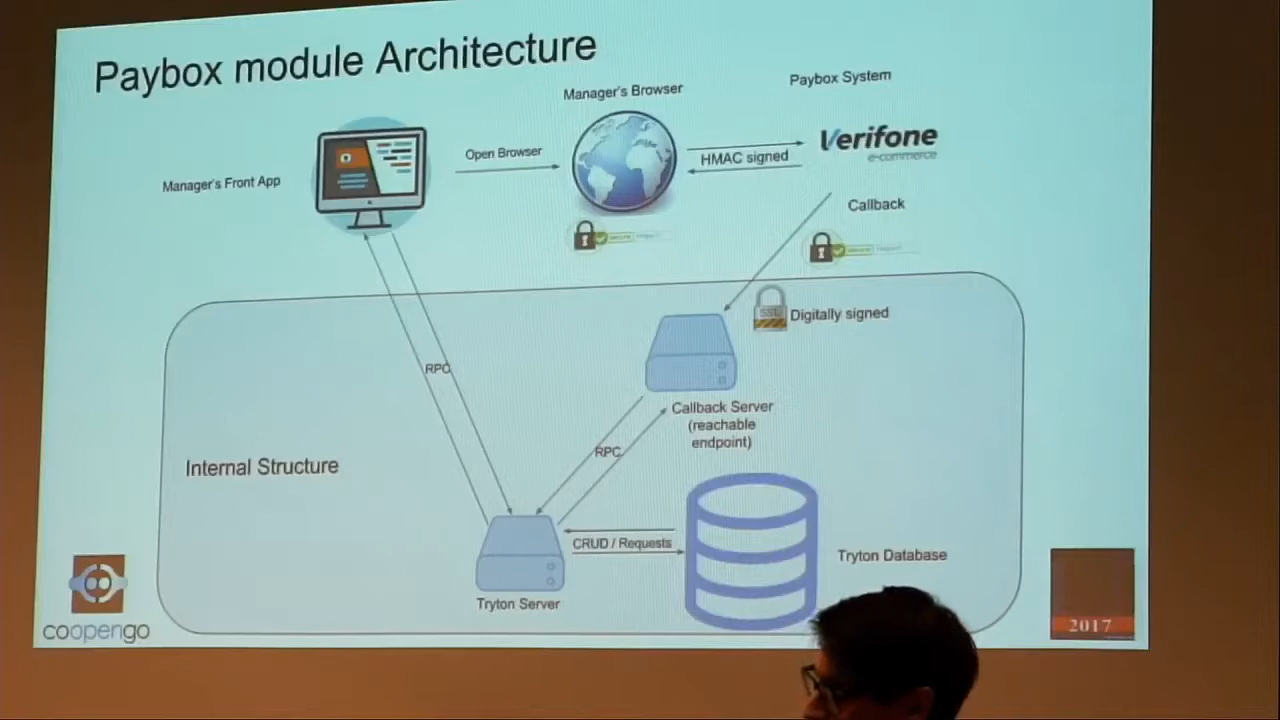 Paybox module Architecture
Manager's Browser
Paybox System
Open Browser
HMAC signed
Verifone
e-commerce
Manager's Front App
Callback
SSL
Digitally signed
RPC
Callback Server
(reachable
endpoint)
RPC
Internal Structure
CRUD / Requests
Tryton Database
Tryton Server
coopengo
2017